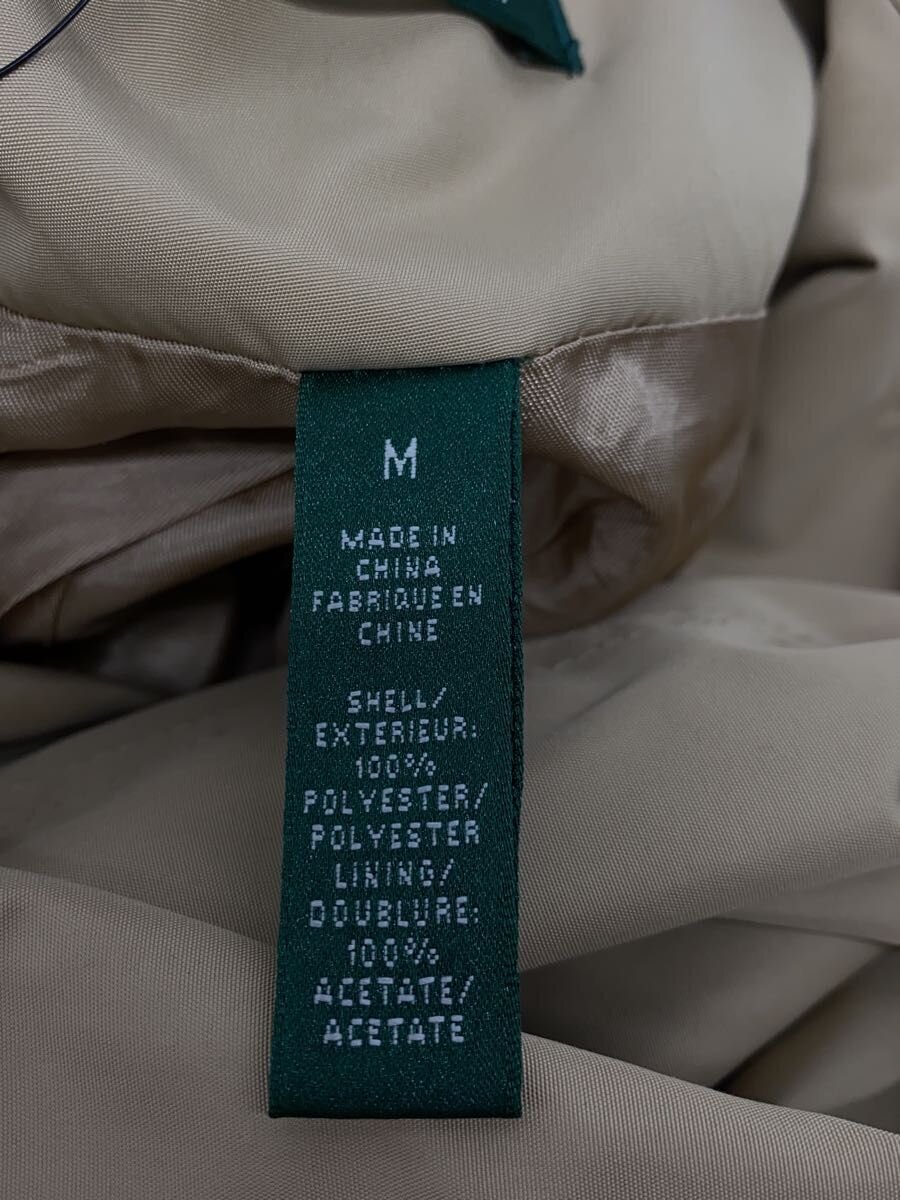 M
MADE IN
CHINA
FABRIQUE EN
CHINE
SHELL/
EXTERIEUR:
100%
POLYESTER/
POLYESTER
LINING/
DOUBLURE:
100%
ACETATE/
ACETATE